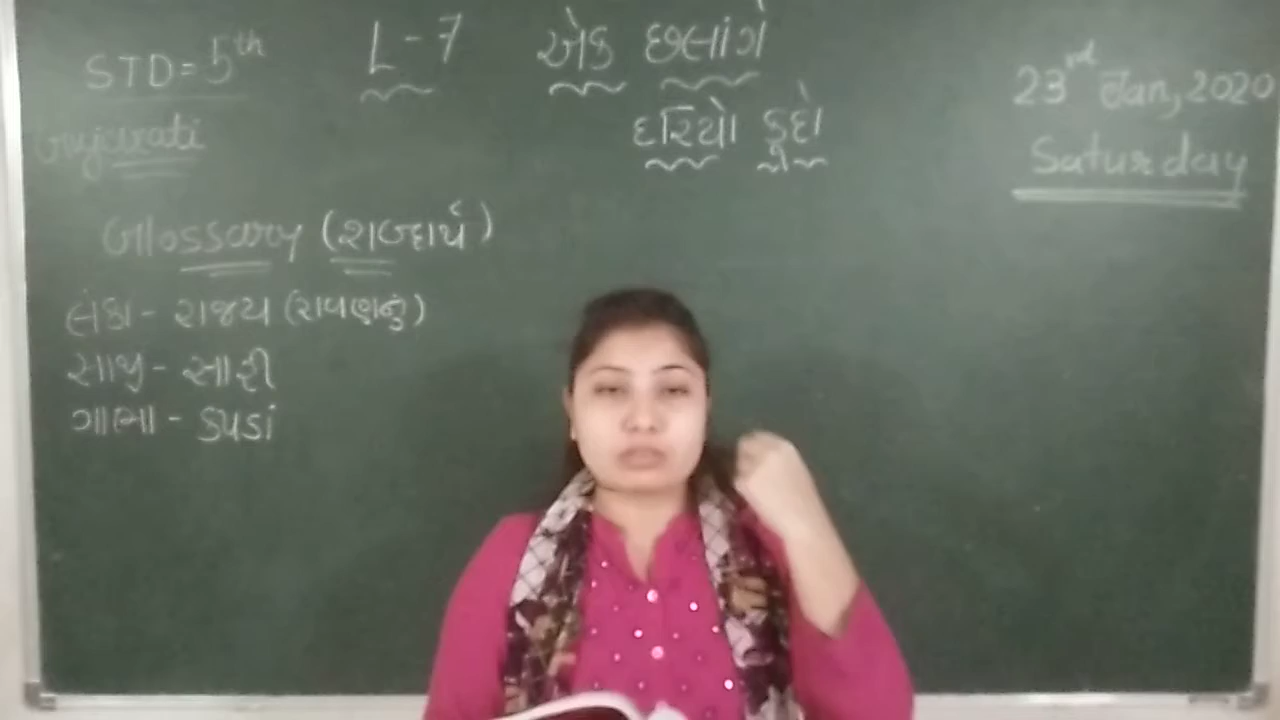 STD = 5th
L - 7
એક છલાંગે
દરિયો કૂદ્યો
23rd Jan, 2020
Saturday
Gujarati
Glossary (શબ્દાર્થ)
લંકા - રાજ્ય (રાવણનું)
સાજી - સારી
ગાભા - કપડાં